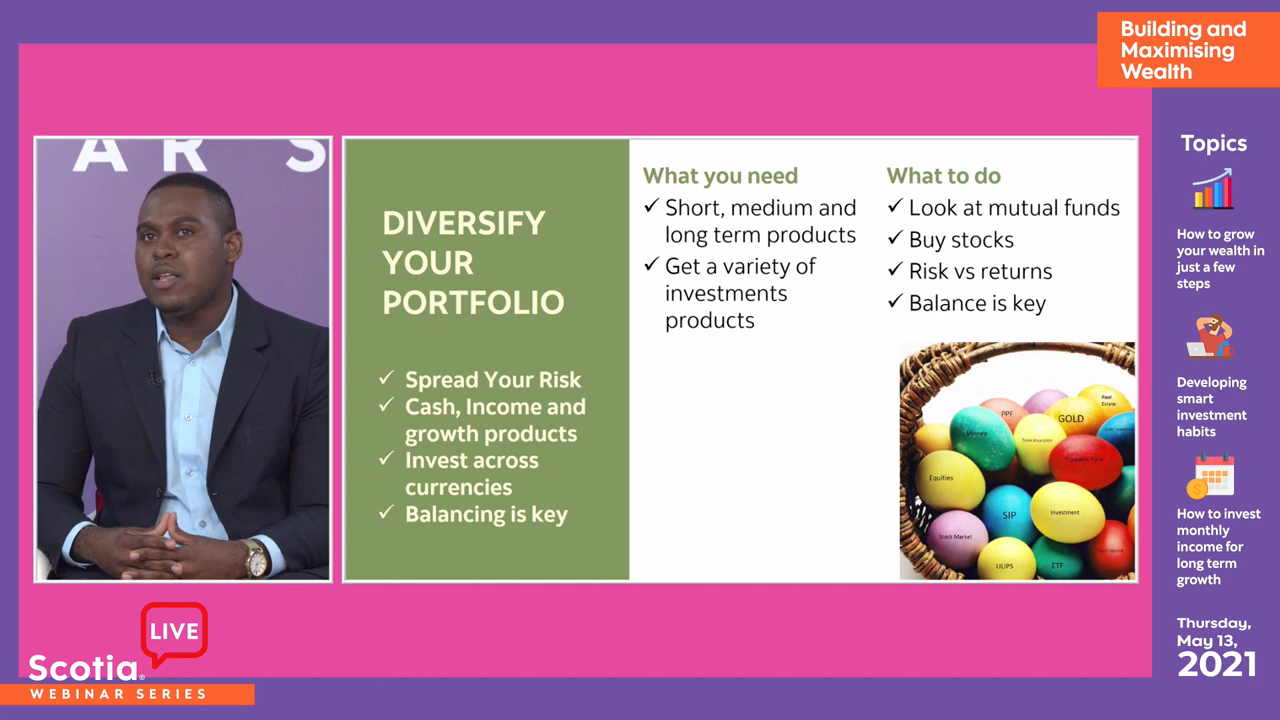 Building and
Maximising
Wealth
A R S
DIVERSIFY
YOUR
PORTFOLIO
✓ Spread Your Risk
✓ Cash, Income and
growth products
✓ Invest across
currencies
✓ Balancing is key
What you need
✓ Short, medium and
long term products
✓ Get a variety of
investments
products
What to do
✓ Look at mutual funds
✓ Buy stocks
✓ Risk vs returns
✓ Balance is key
Real
Estate
PPF
GOLD
Money
Term Insurance
Equities
SIP
Investment
Stock Market
ULIPS
ETF
Topics
How to grow
your wealth in
just a few
steps
Developing
smart
investment
habits
How to invest
monthly
income for
long term
growth
Thursday,
May 13,
2021
LIVE
Scotia®
WEBINAR SERIES